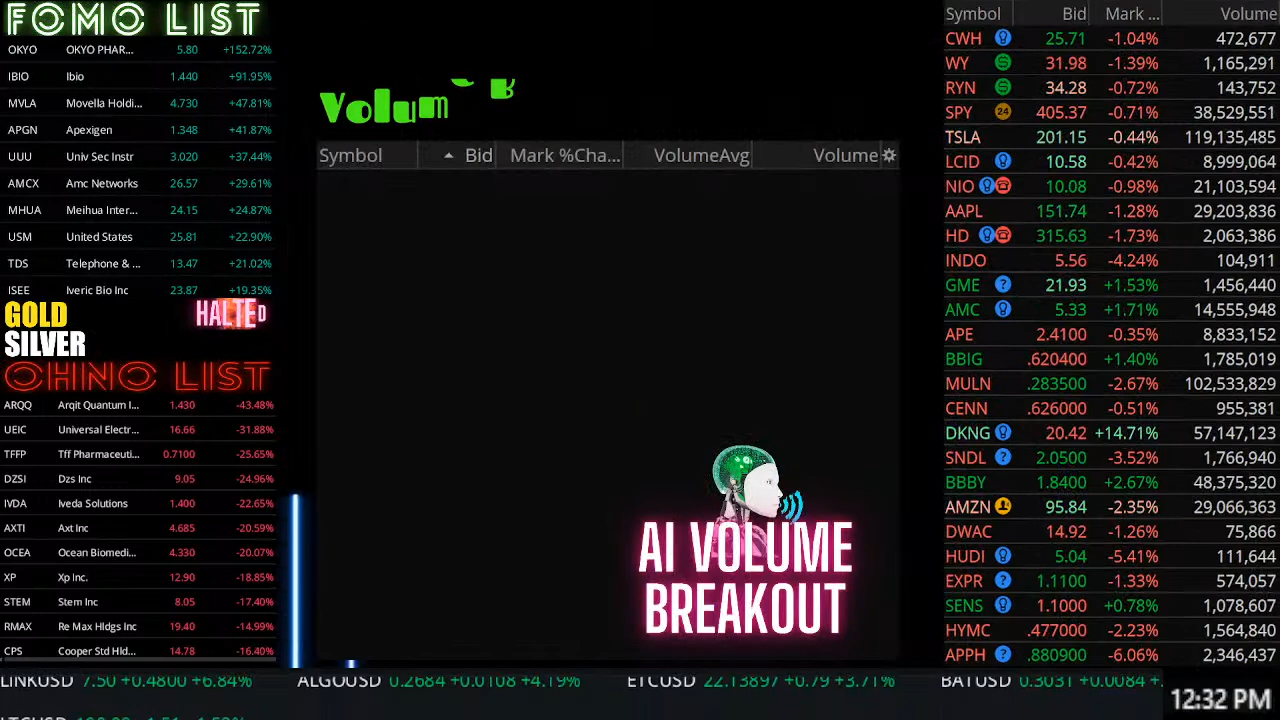 FOMO LIST
OKYO OKYO PHAR... 5.80 +152.72%
IBIO Ibio 1.440 +91.95%
MVLA Movella Holdi... 4.730 +47.81%
APGN Apexigen 1.348 +41.87%
UUU Univ Sec Instr 3.020 +37.44%
AMCX Amc Networks 26.57 +29.61%
MHUA Meihua Inter... 24.15 +24.87%
USM United States 25.81 +22.90%
TDS Telephone & ... 13.47 +21.02%
ISEE Iveric Bio Inc 23.87 +19.35%
GOLD HALTED
SILVER
OHNO LIST
ARQQ Arqit Quantum I... 1.430 -43.48%
UEIC Universal Electr... 16.66 -31.88%
TFFP Tff Pharmaceuti... 0.7100 -25.65%
DZSI Dzs Inc 9.05 -24.96%
IVDA Iveda Solutions 1.400 -22.65%
AXTI Axt Inc 4.685 -20.59%
OCEA Ocean Biomedi... 4.330 -20.07%
XP Xp Inc. 12.90 -18.85%
STEM Stem Inc 8.05 -17.40%
RMAX Re Max Hldgs Inc 19.40 -14.99%
CPS Cooper Std Hld... 14.78 -16.40%
Volum
Symbol Bid Mark %Cha... VolumeAvg Volume
AI VOLUME
BREAKOUT
Symbol Bid Mark ... Volume
CWH 25.71 -1.04% 472,677
WY 31.98 -1.39% 1,165,291
RYN 34.28 -0.72% 143,752
SPY 24 405.37 -0.71% 38,529,551
TSLA 201.15 -0.44% 119,135,485
LCID 10.58 -0.42% 8,999,064
NIO 10.08 -0.98% 21,103,594
AAPL 151.74 -1.28% 29,203,836
HD 315.63 -1.73% 2,063,386
INDO 5.56 -4.24% 104,911
GME ? 21.93 +1.53% 1,456,440
AMC 5.33 +1.71% 14,555,948
APE 2.4100 -0.35% 8,833,152
BBIG .620400 +1.40% 1,785,019
MULN .283500 -2.67% 102,533,829
CENN .626000 -0.51% 955,381
DKNG 20.42 +14.71% 57,147,123
SNDL ? 2.0500 -3.52% 1,766,940
BBBY 1.8400 +2.67% 48,375,320
AMZN 95.84 -2.35% 29,066,363
DWAC 14.92 -1.26% 75,866
HUDI 5.04 -5.41% 111,644
EXPR ? 1.1100 -1.33% 574,057
SENS 1.1000 +0.78% 1,078,607
HYMC .477000 -2.23% 1,564,840
APPH ? .880900 -6.06% 2,346,437
LINKUSD 7.50 +0.4800 +6.84% ALGOUSD 0.2684 +0.0108 +4.19% ETCUSD 22.13897 +0.79 +3.71% BATUSD 0.3031 +0.0084
12:32 PM